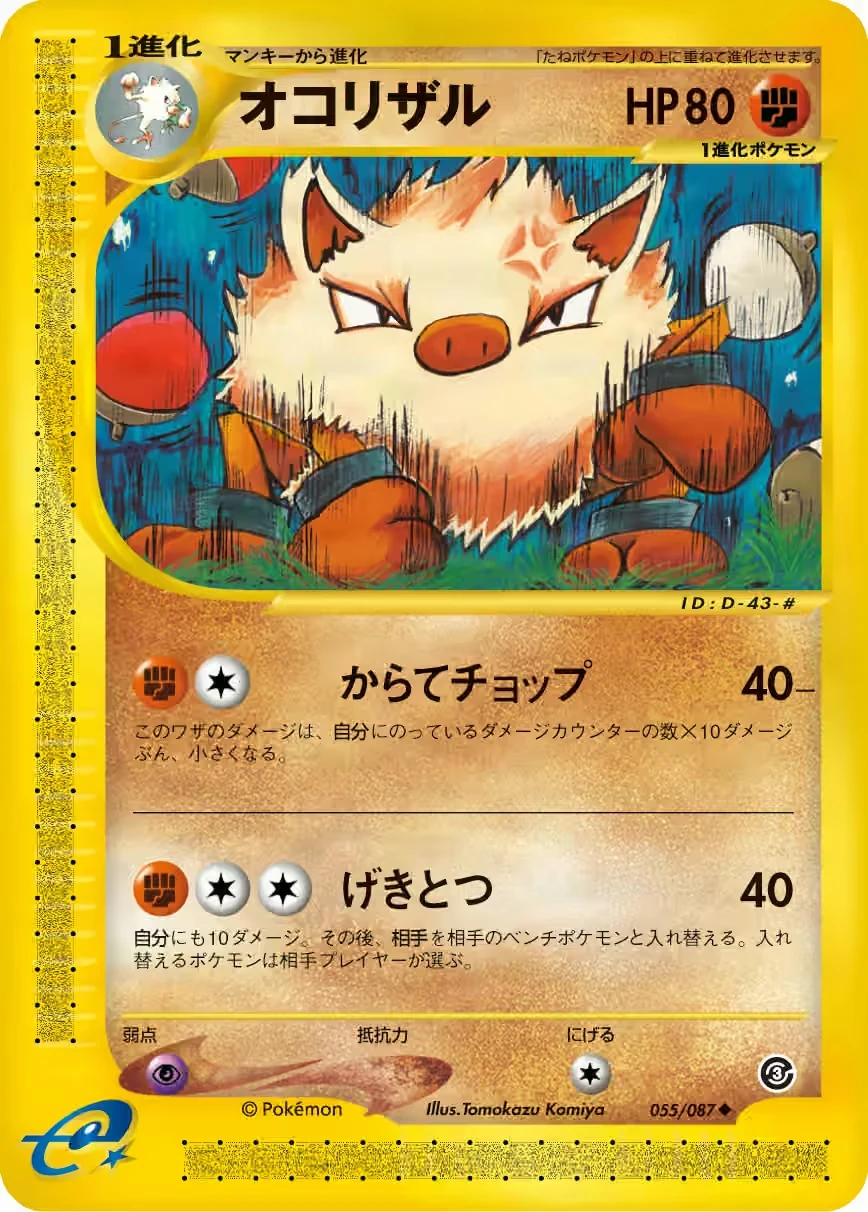 1進化
マンキーから進化
「たねポケモン」の上に重ねて進化させます。
オコリザル
HP80
1進化ポケモン
ID:D-43-#
からてチョップ 40−
このワザのダメージは、自分にのっているダメージカウンターの数×10ダメージ
ぶん、小さくなる。
げきとつ 40
自分にも10ダメージ。その後、相手を相手のベンチポケモンと入れ替える。入れ
替えるポケモンは相手プレイヤーが選ぶ。
弱点 抵抗力 にげる
3
© Pokémon
Illus.Tomokazu Komiya
055/087◆
e